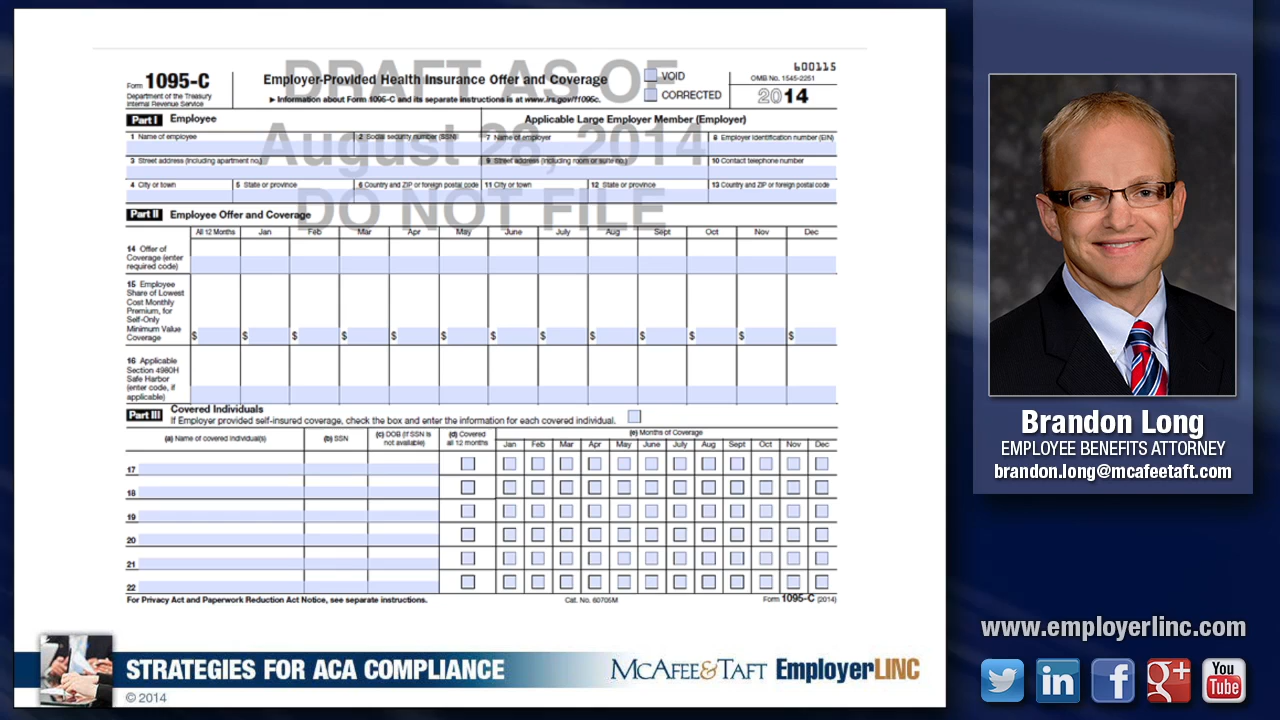 600115
Form 1095-C
Department of the Treasury
Internal Revenue Service
Employer-Provided Health Insurance Offer and Coverage
▶ Information about Form 1095-C and its separate instructions is at www.irs.gov/f1095c.
VOID
CORRECTED
OMB No. 1545-2251
2014
DRAFT AS OF
August 28, 2014
DO NOT FILE
Part I Employee
Applicable Large Employer Member (Employer)
1 Name of employee
2 Social security number (SSN)
7 Name of employer
8 Employer identification number (EIN)
3 Street address (including apartment no.)
9 Street address (including room or suite no.)
10 Contact telephone number
4 City or town
5 State or province
6 Country and ZIP or foreign postal code
11 City or town
12 State or province
13 Country and ZIP or foreign postal code
Part II Employee Offer and Coverage
All 12 Months Jan Feb Mar Apr May June July Aug Sept Oct Nov Dec
14 Offer of
Coverage (enter
required code)
15 Employee
Share of Lowest
Cost Monthly
Premium, for
Self-Only
Minimum Value
Coverage
$ $ $ $ $ $ $ $ $ $ $ $ $
16 Applicable
Section 4980H
Safe Harbor
(enter code, if
applicable)
Part III Covered Individuals
If Employer provided self-insured coverage, check the box and enter the information for each covered individual.
(a) Name of covered individual(s)
(b) SSN
(c) DOB (if SSN is
not available)
(d) Covered
all 12 months
(e) Months of Coverage
Jan Feb Mar Apr May June July Aug Sept Oct Nov Dec
17
18
19
20
21
22
For Privacy Act and Paperwork Reduction Act Notice, see separate instructions.
Cat. No. 60705M
Form 1095-C (2014)
STRATEGIES FOR ACA COMPLIANCE
MCAFEE&TAFT EmployerLINC
© 2014
Brandon Long
EMPLOYEE BENEFITS ATTORNEY
brandon.long@mcafeetaft.com
www.employerlinc.com
in
f
g+
You
Tube